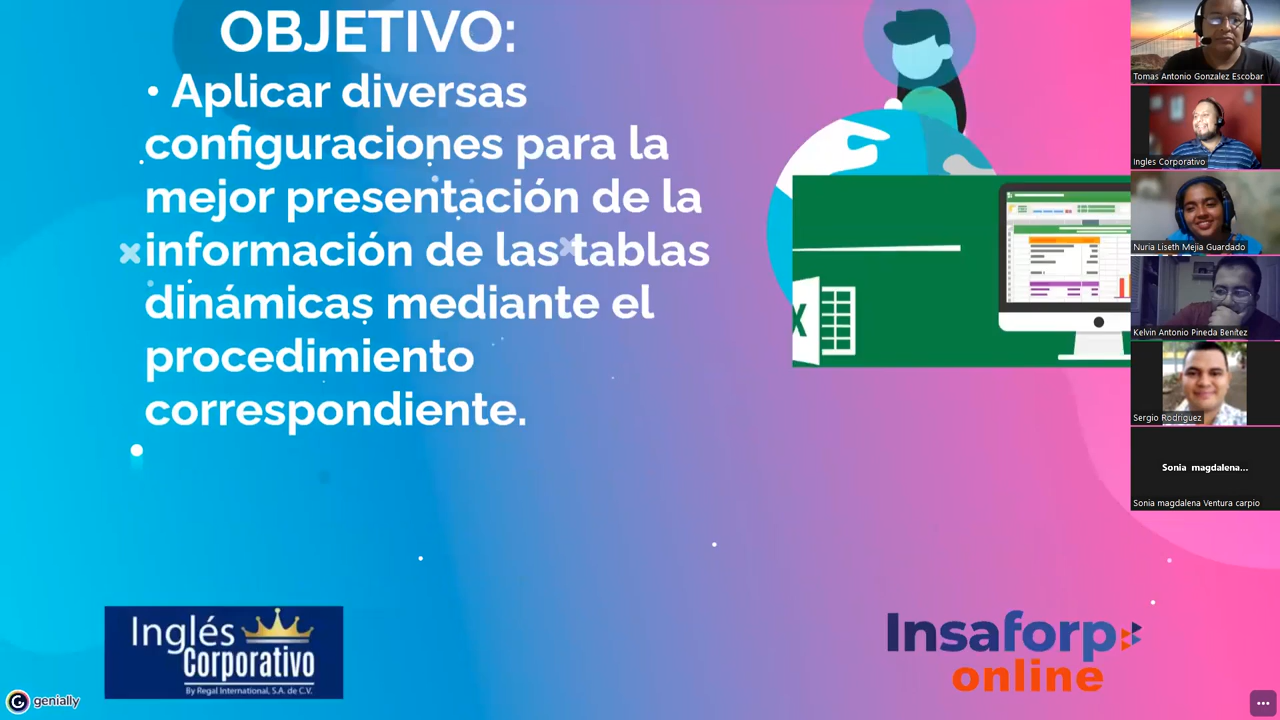 OBJETIVO:
• Aplicar diversas
configuraciones para la
mejor presentación de la
información de las tablas
dinámicas mediante el
procedimiento
correspondiente.
X
Inglés
Corporativo
By Regal International, S.A. de C.V.
Insaforp
online
genially
Tomas Antonio Gonzalez Escobar
Ingles Corporativo
Nuria Liseth Mejia Guardado
Kelvin Antonio Pineda Benítez
Sergio Rodriguez
Sonia magdalena...
Sonia magdalena Ventura carpio